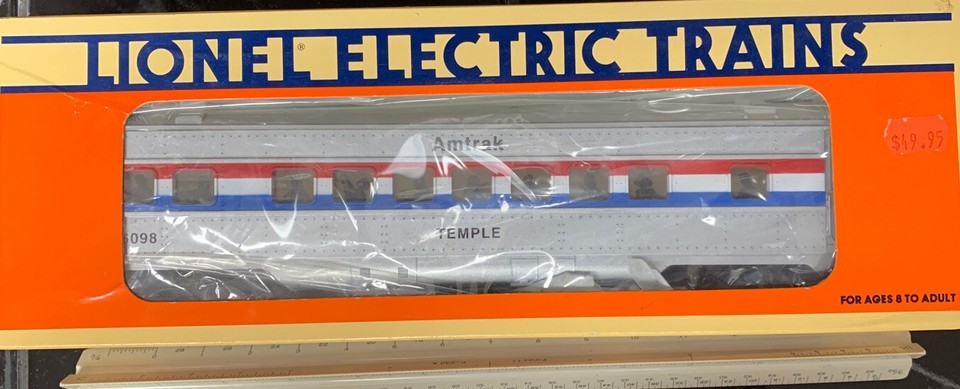 LIONEL® ELECTRIC TRAINS
$49.95
Amtrak
TEMPLE
6098
FOR AGES 8 TO ADULT